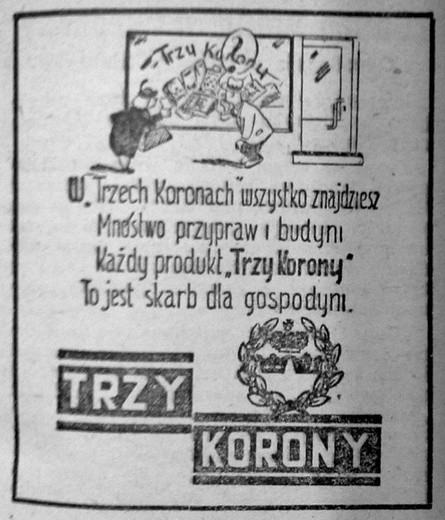 "Trzy Korony"
W „Trzech Koronach" wszystko znajdziesz
Mnóstwo przypraw i budyni
Każdy produkt „Trzy Korony"
To jest skarb dla gospodyni.
TRZY
KORONY